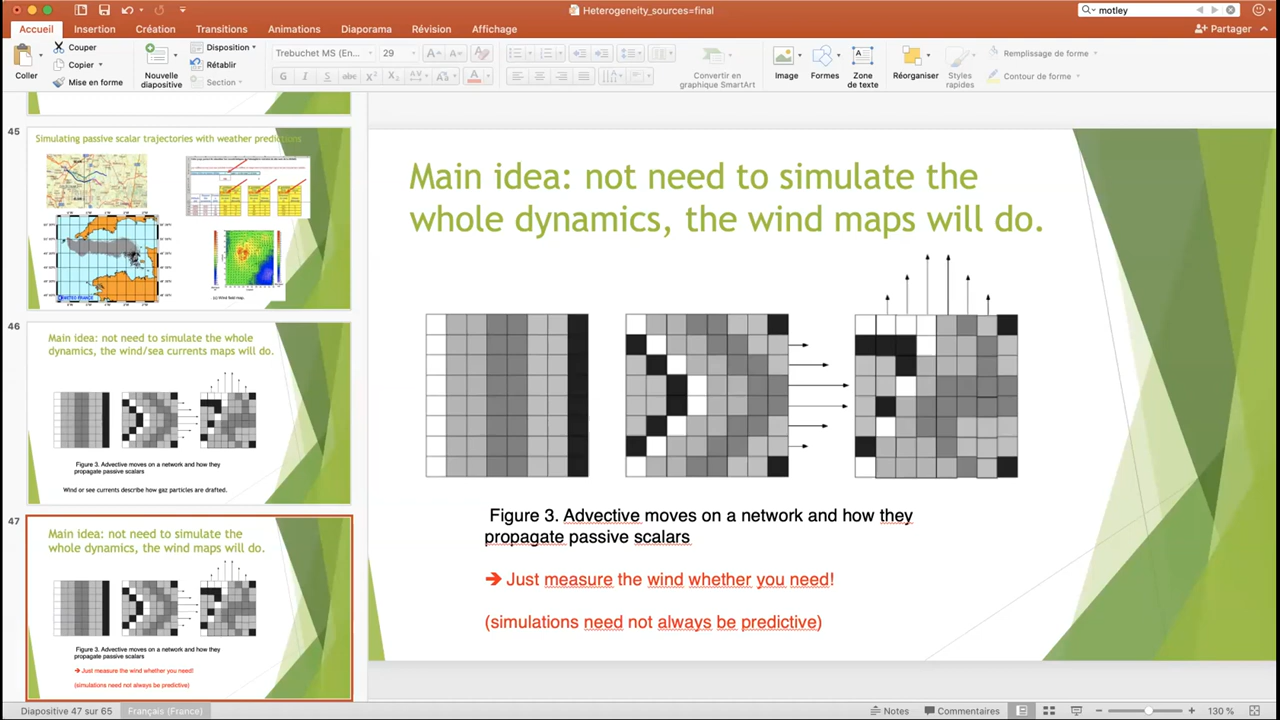 Heterogeneity_sources=final
motley
Accueil Insertion Création Transitions Animations Diaporama Révision Affichage
Partager
Coller
Couper
Copier
Mise en forme
Nouvelle diapositive
Disposition
Rétablir
Section
Trebuchet MS (En... 29
G I S abc X² X₂ AV Aa A
Convertir en graphique SmartArt
Image
Formes
Zone de texte
Réorganiser
Styles rapides
Remplissage de forme
Contour de forme
45
Simulating passive scalar trajectories with weather predictions
(c) Wind field map.
46
Main idea: not need to simulate the whole
dynamics, the wind/sea currents maps will do.
Figure 3. Advective moves on a network and how they
propagate passive scalars
Wind or see currents describe how gaz particles are drafted.
47
Main idea: not need to simulate the
whole dynamics, the wind maps will do.
Figure 3. Advective moves on a network and how they
propagate passive scalars
➔ Just measure the wind whether you need!
(simulations need not always be predictive)
Main idea: not need to simulate the
whole dynamics, the wind maps will do.
Figure 3. Advective moves on a network and how they
propagate passive scalars
➔ Just measure the wind whether you need!
(simulations need not always be predictive)
Diapositive 47 sur 65 Français (France) Notes Commentaires 130 %